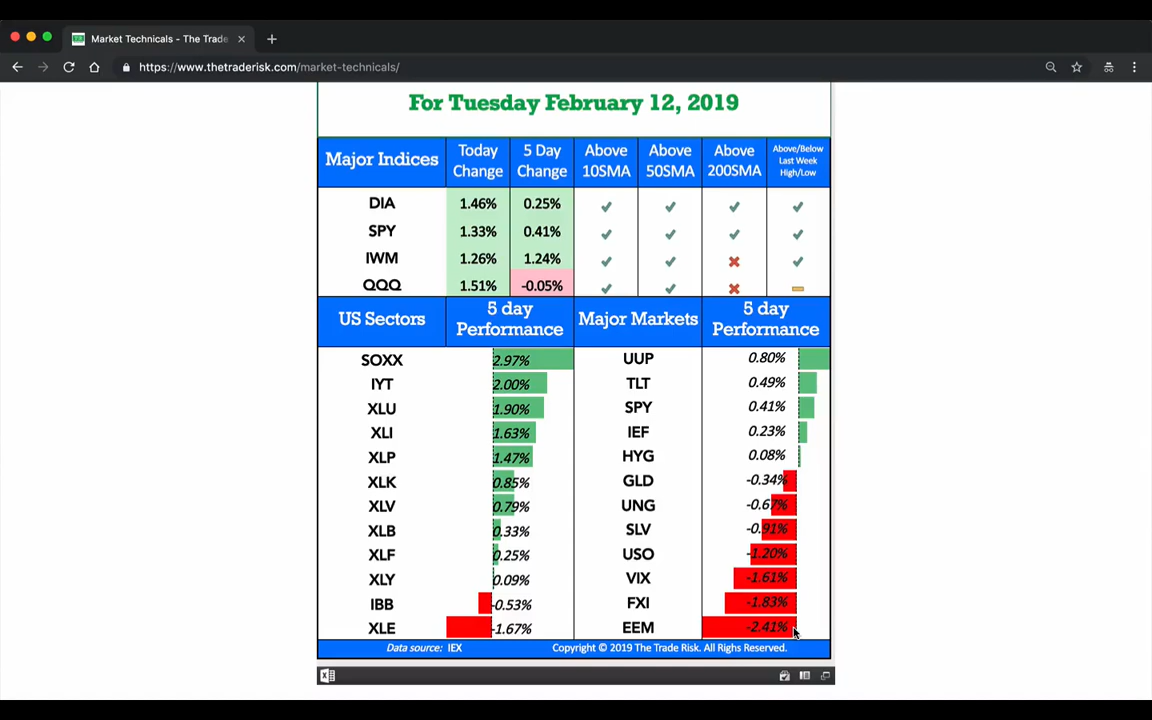 Market Technicals - The Trade
https://www.thetraderisk.com/market-technicals/
For Tuesday February 12, 2019
Major Indices Today Change 5 Day Change Above 10SMA Above 50SMA Above 200SMA Above/Below Last Week High/Low
DIA 1.46% 0.25%
SPY 1.33% 0.41%
IWM 1.26% 1.24%
QQQ 1.51% -0.05%
US Sectors 5 day Performance Major Markets 5 day Performance
SOXX 2.97% UUP 0.80%
IYT 2.00% TLT 0.49%
XLU 1.90% SPY 0.41%
XLI 1.63% IEF 0.23%
XLP 1.47% HYG 0.08%
XLK 0.85% GLD -0.34%
XLV 0.79% UNG -0.67%
XLB 0.33% SLV -0.91%
XLF 0.25% USO -1.20%
XLY 0.09% VIX -1.61%
IBB -0.53% FXI -1.83%
XLE -1.67% EEM -2.41%
Data source: IEX Copyright © 2019 The Trade Risk. All Righs Reserved.